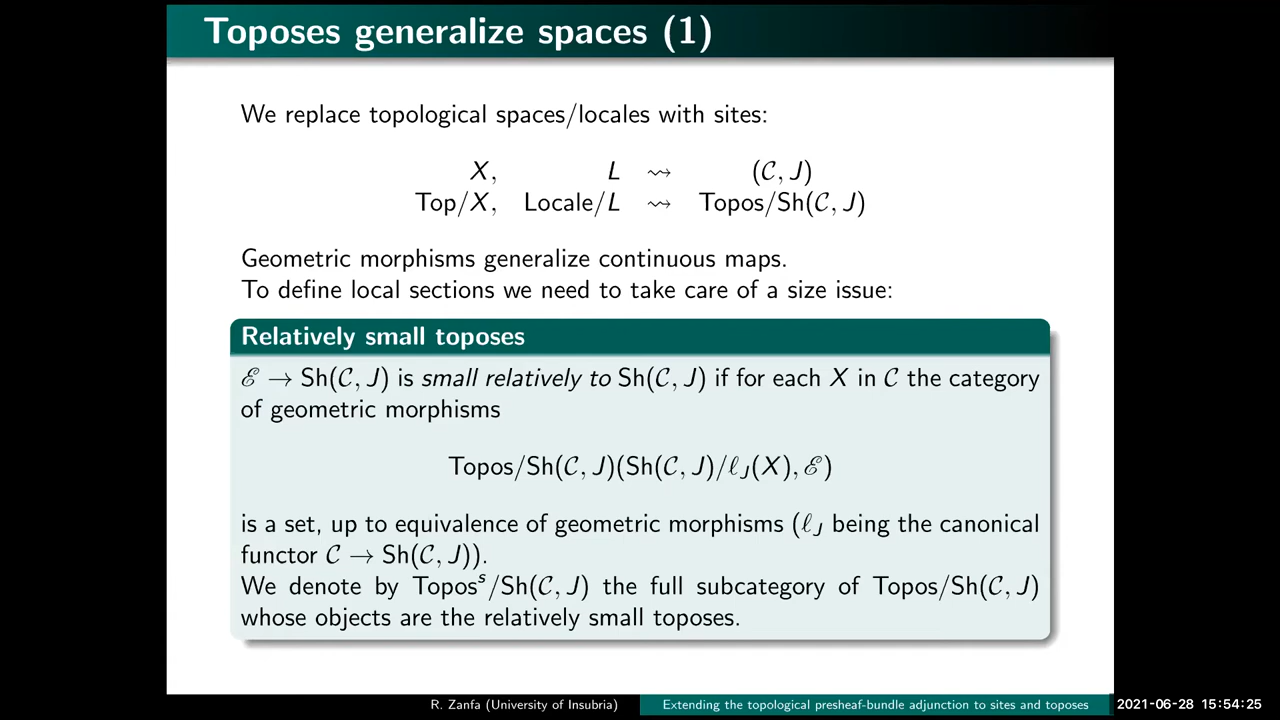 Toposes generalize spaces (1)
We replace topological spaces/locales with sites:
X, L ⇝ (𝒞, J)
Top/X, Locale/L ⇝ Topos/Sh(𝒞, J)
Geometric morphisms generalize continuous maps.
To define local sections we need to take care of a size issue:
Relatively small toposes
ℰ → Sh(𝒞, J) is small relatively to Sh(𝒞, J) if for each X in 𝒞 the category
of geometric morphisms
Topos/Sh(𝒞, J)(Sh(𝒞, J)/ℓ_J(X), ℰ)
is a set, up to equivalence of geometric morphisms (ℓ_J being the canonical
functor 𝒞 → Sh(𝒞, J)).
We denote by Topos^s/Sh(𝒞, J) the full subcategory of Topos/Sh(𝒞, J)
whose objects are the relatively small toposes.
R. Zanfa (University of Insubria) Extending the topological presheaf-bundle adjunction to sites and toposes 2021-06-28 15:54:25